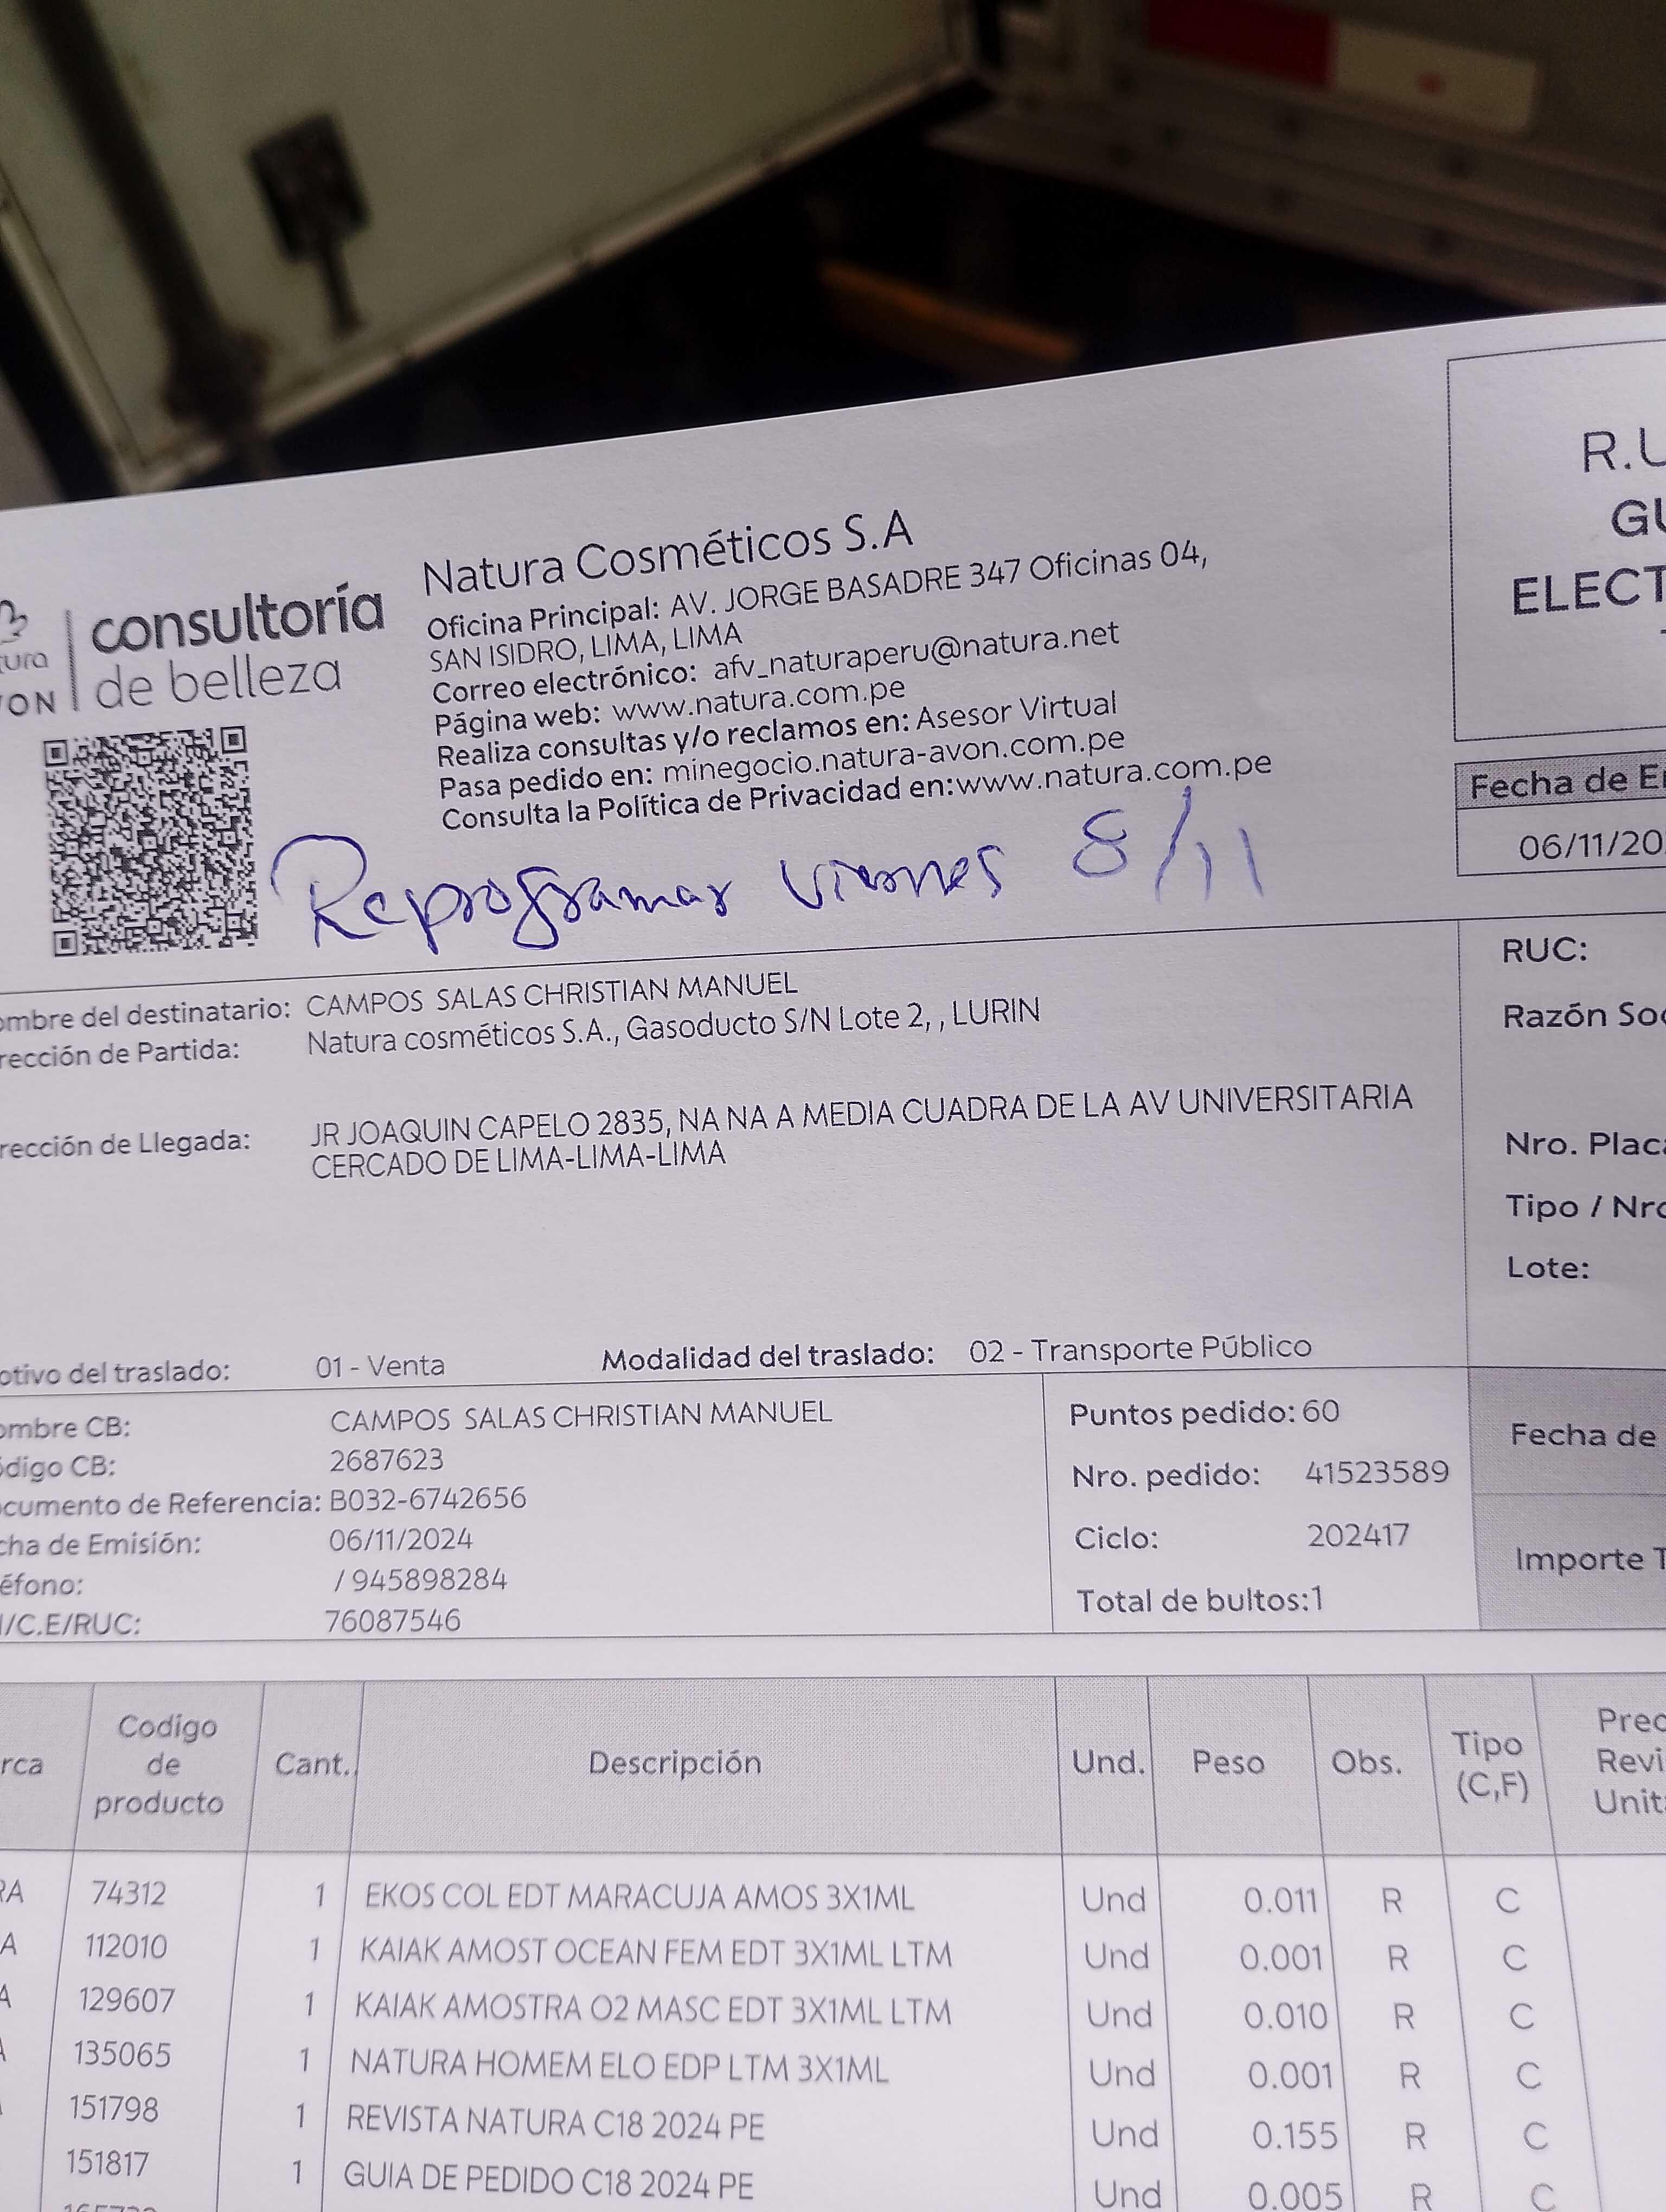 Natura Cosméticos S.A
Oficina Principal: AV. JORGE BASADRE 347 Oficinas 04,
SAN ISIDRO, LIMA, LIMA
Correo electrónico: afv_naturaperu@natura.net
Página web: www.natura.com.pe
Realiza consultas y/o reclamos en: Asesor Virtual
Pasa pedido en: minegocio.natura-avon.com.pe
Consulta la Política de Privacidad en:www.natura.com.pe
consultoría
de belleza
R.U
GU
ELECT
Fecha de E
06/11/20
Reprogramar viernes 8/11
ombre del destinatario: CAMPOS SALAS CHRISTIAN MANUEL
rección de Partida: Natura cosméticos S.A., Gasoducto S/N Lote 2, , LURIN
rección de Llegada: JR JOAQUIN CAPELO 2835, NA NA A MEDIA CUADRA DE LA AV UNIVERSITARIA
CERCADO DE LIMA-LIMA-LIMA
otivo del traslado: 01 - Venta Modalidad del traslado: 02 - Transporte Público
RUC:
Razón Soc
Nro. Placa
Tipo / Nro
Lote:
ombre CB: CAMPOS SALAS CHRISTIAN MANUEL
ódigo CB: 2687623
ocumento de Referencia: B032-6742656
cha de Emisión: 06/11/2024
éfono: / 945898284
I/C.E/RUC: 76087546
Puntos pedido: 60
Nro. pedido: 41523589
Ciclo: 202417
Total de bultos:1
Fecha de
Importe T
rca Codigo de producto Cant. Descripción Und. Peso Obs. Tipo (C,F) Prec Revi Unit
RA 74312 1 EKOS COL EDT MARACUJA AMOS 3X1ML Und 0.011 R C
A 112010 1 KAIAK AMOST OCEAN FEM EDT 3X1ML LTM Und 0.001 R C
A 129607 1 KAIAK AMOSTRA O2 MASC EDT 3X1ML LTM Und 0.010 R C
135065 1 NATURA HOMEM ELO EDP LTM 3X1ML Und 0.001 R C
151798 1 REVISTA NATURA C18 2024 PE Und 0.155 R C
151817 1 GUIA DE PEDIDO C18 2024 PE Und 0.005 R C